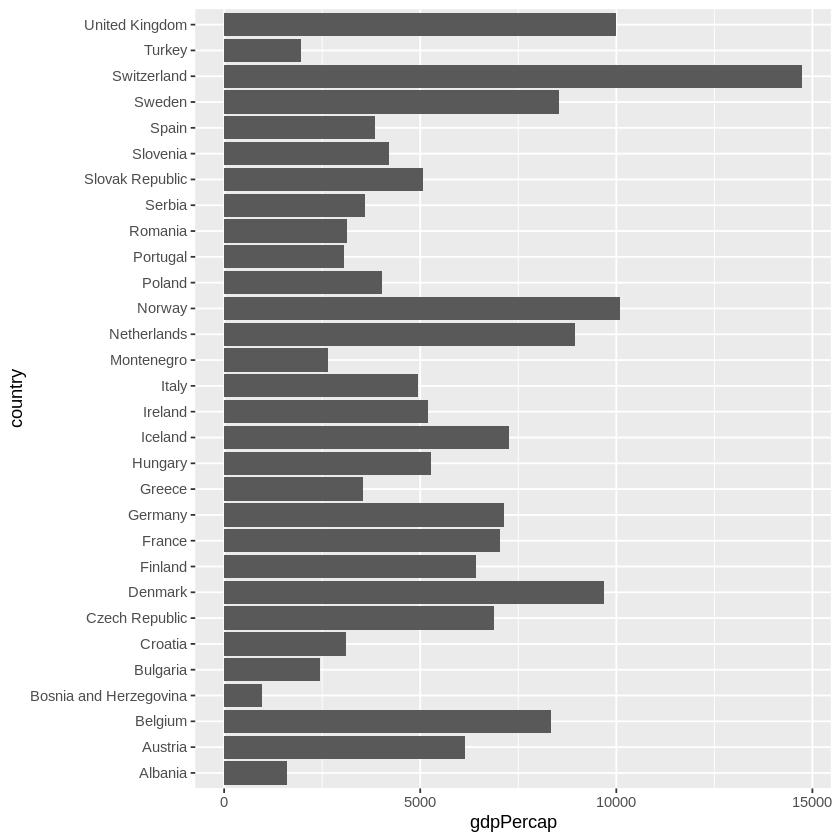 United Kingdom
Turkey
Switzerland
Sweden
Spain
Slovenia
Slovak Republic
Serbia
Romania
Portugal
Poland
Norway
Netherlands
Montenegro
Italy
Ireland
Iceland
Hungary
Greece
Germany
France
Finland
Denmark
Czech Republic
Croatia
Bulgaria
Bosnia and Herzegovina
Belgium
Austria
Albania
country
0 5000 10000 15000
gdpPercap